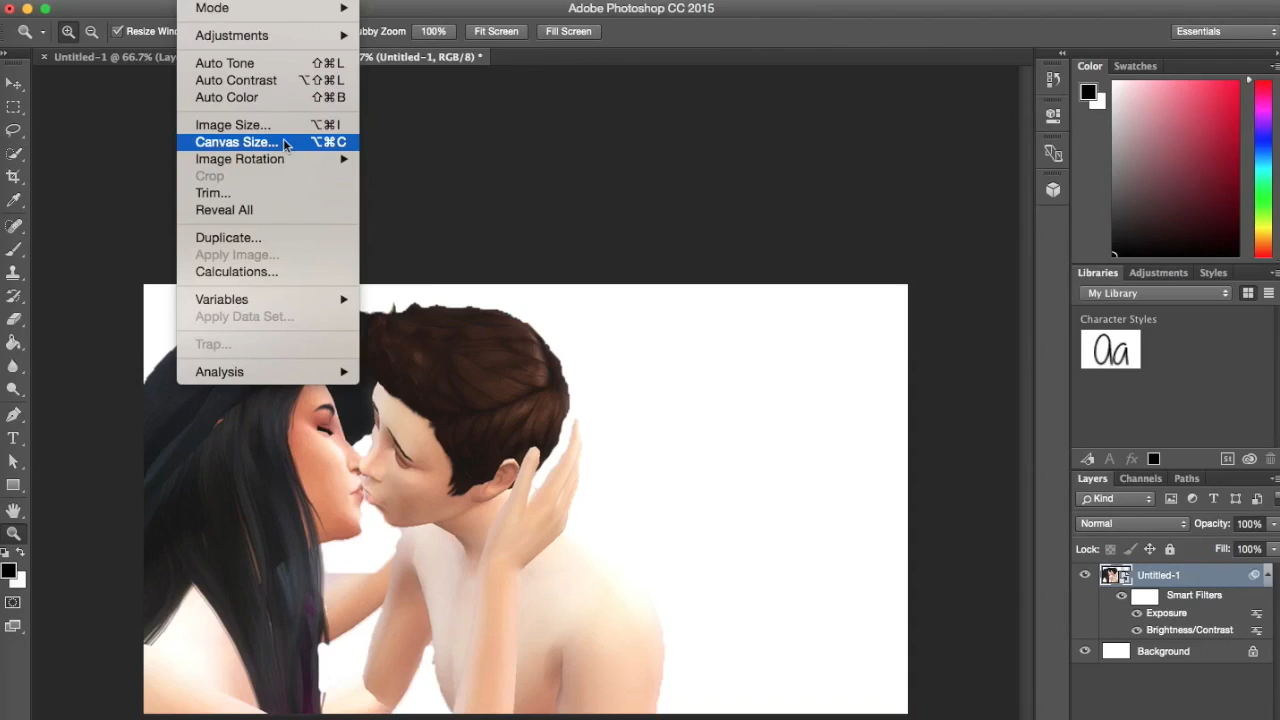 Adobe Photoshop CC 2015
Mode
Resize Wind
bby Zoom
100%
Fit Screen
Fill Screen
Essentials
Adjustments
Untitled-1 @ 66.7% (Lay
7% (Untitled-1, RGB/8) *
Auto Tone ⇧⌘L
Auto Contrast ⌥⇧⌘L
Auto Color ⇧⌘B
Image Size... ⌥⌘I
Canvas Size... ⌥⌘C
Image Rotation
Crop
Trim...
Reveal All
Duplicate...
Apply Image...
Calculations...
Variables
Apply Data Set...
Trap...
Analysis
Color Swatches
Libraries Adjustments Styles
My Library
Character Styles
aa
Layers Channels Paths
Kind
Normal Opacity: 100%
Lock: Fill: 100%
Untitled-1
Smart Filters
Exposure
Brightness/Contrast
Background